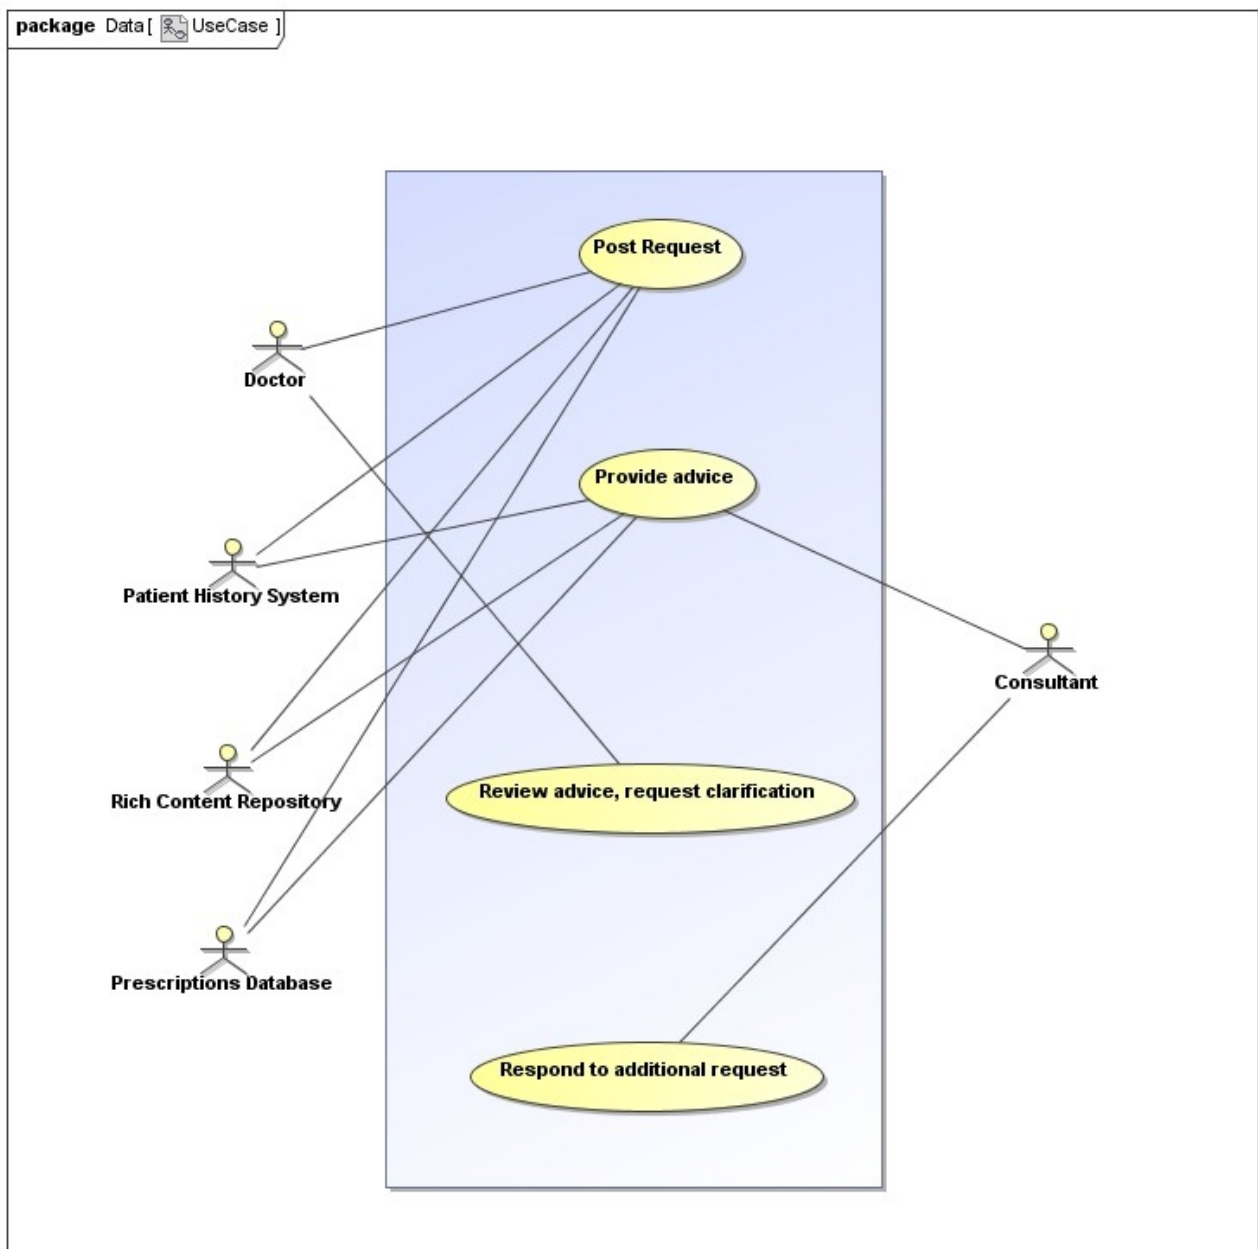 package Data [ UseCase ]
Post Request
Doctor
Provide advice
Patient History System
Consultant
Review advice, request clarification
Rich Content Repository
Prescriptions Database
Respond to additional request